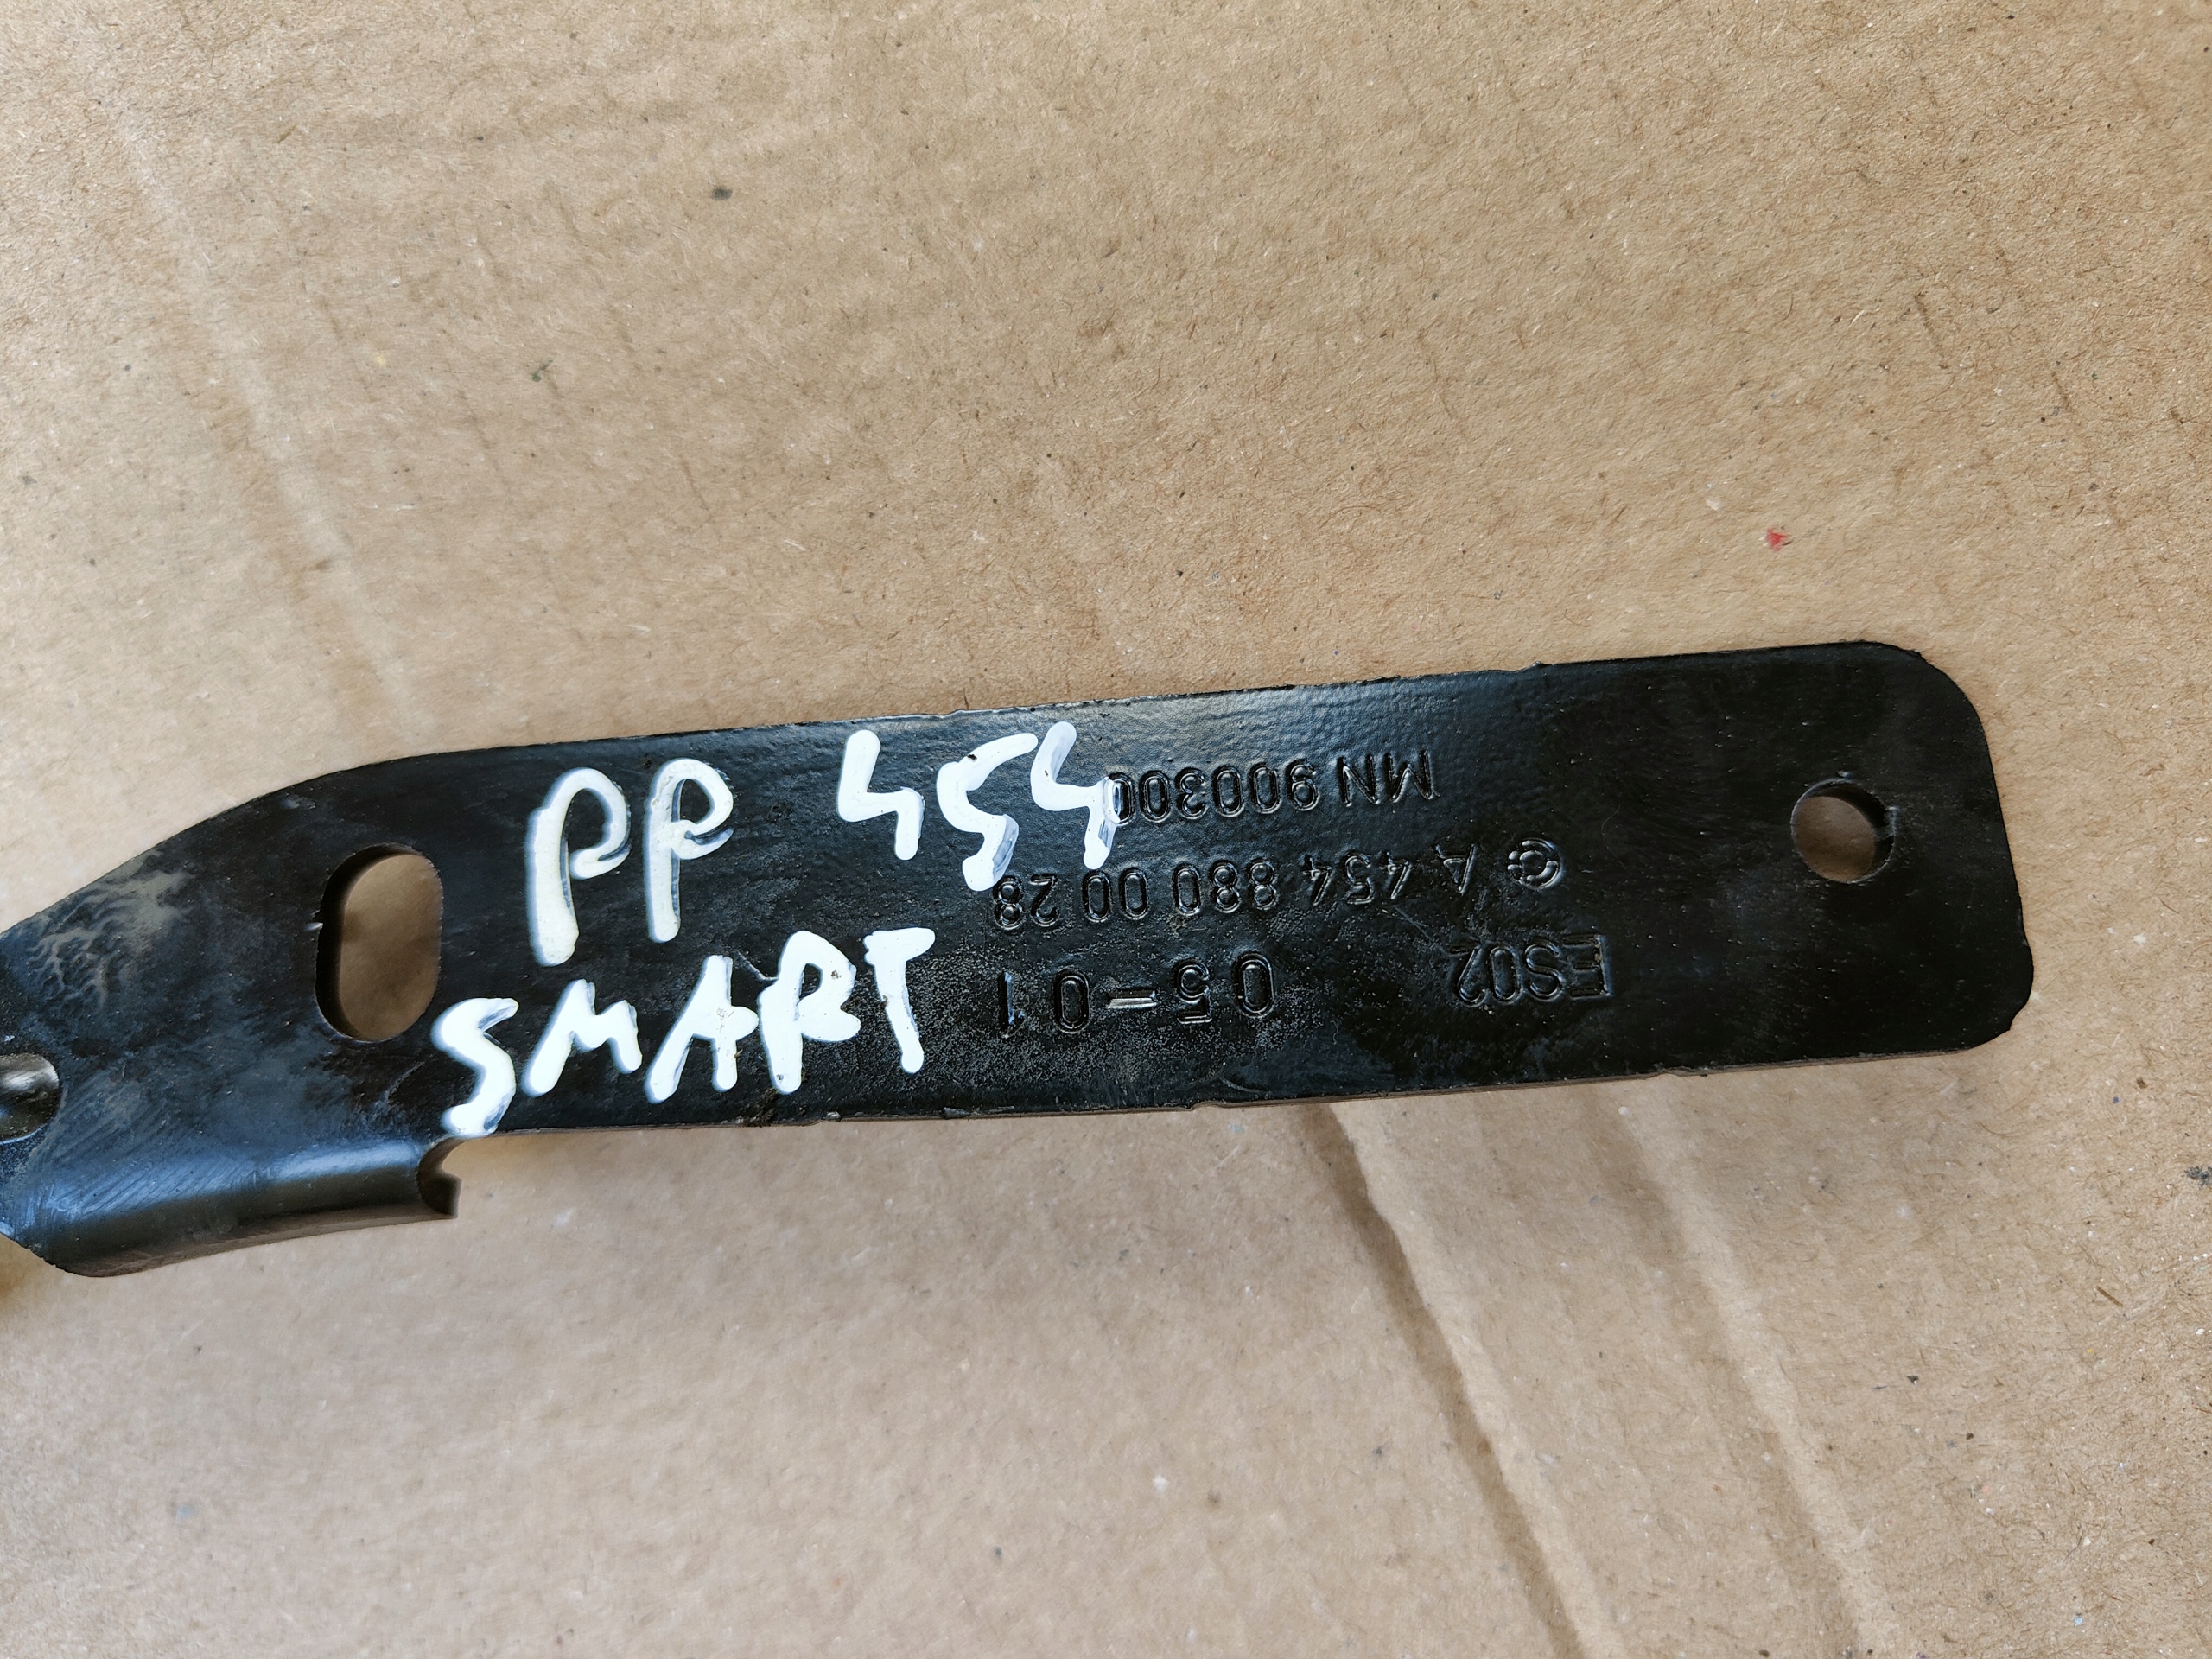 PP 454
SMART
ES02 05-01
A 454 880 00 28
MN 900300